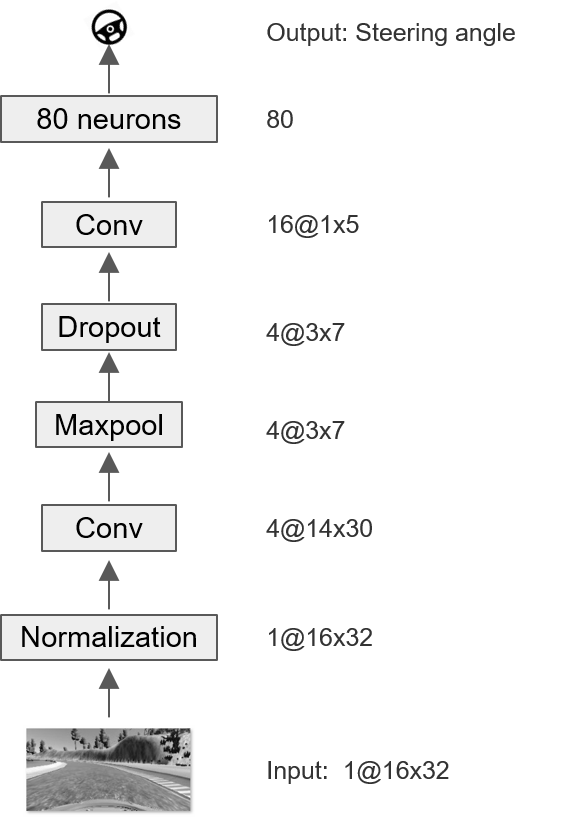 Output: Steering angle
80 neurons 80
Conv 16@1x5
Dropout 4@3x7
Maxpool 4@3x7
Conv 4@14x30
Normalization 1@16x32
Input: 1@16x32